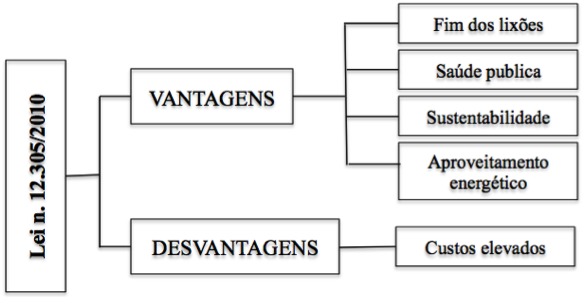 Lei n. 12.305/2010
VANTAGENS
Fim dos lixões
Saúde publica
Sustentabilidade
Aproveitamento
energético
DESVANTAGENS
Custos elevados